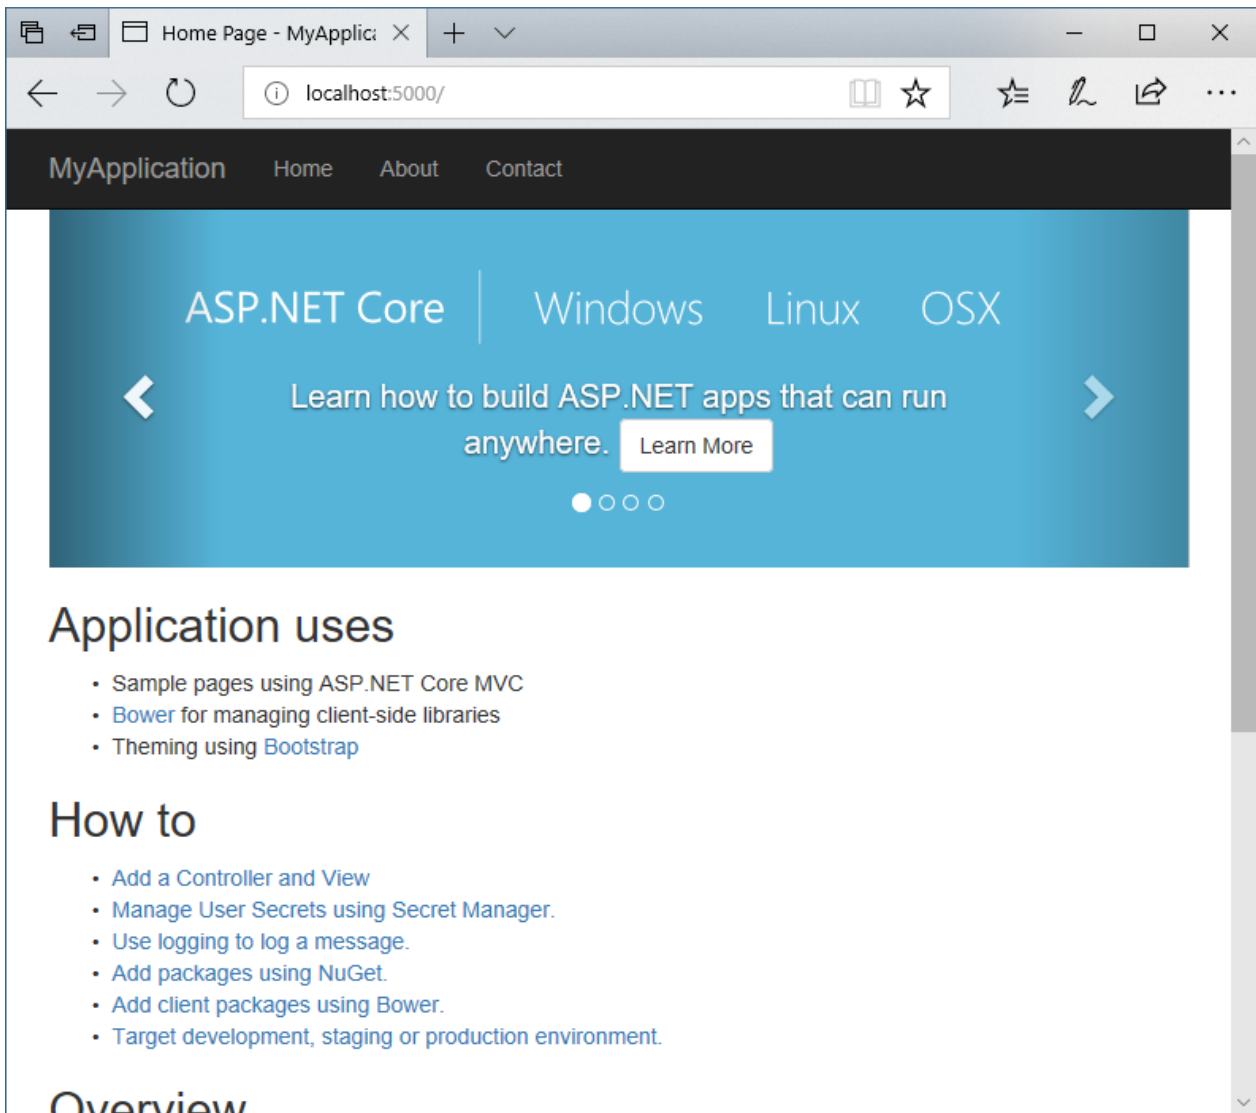 Home Page - MyApplic
localhost:5000/
MyApplication Home About Contact
ASP.NET Core Windows Linux OSX
Learn how to build ASP.NET apps that can run
anywhere. Learn More
Application uses
• Sample pages using ASP.NET Core MVC
• Bower for managing client-side libraries
• Theming using Bootstrap
How to
• Add a Controller and View
• Manage User Secrets using Secret Manager.
• Use logging to log a message.
• Add packages using NuGet.
• Add client packages using Bower.
• Target development, staging or production environment.
Overview